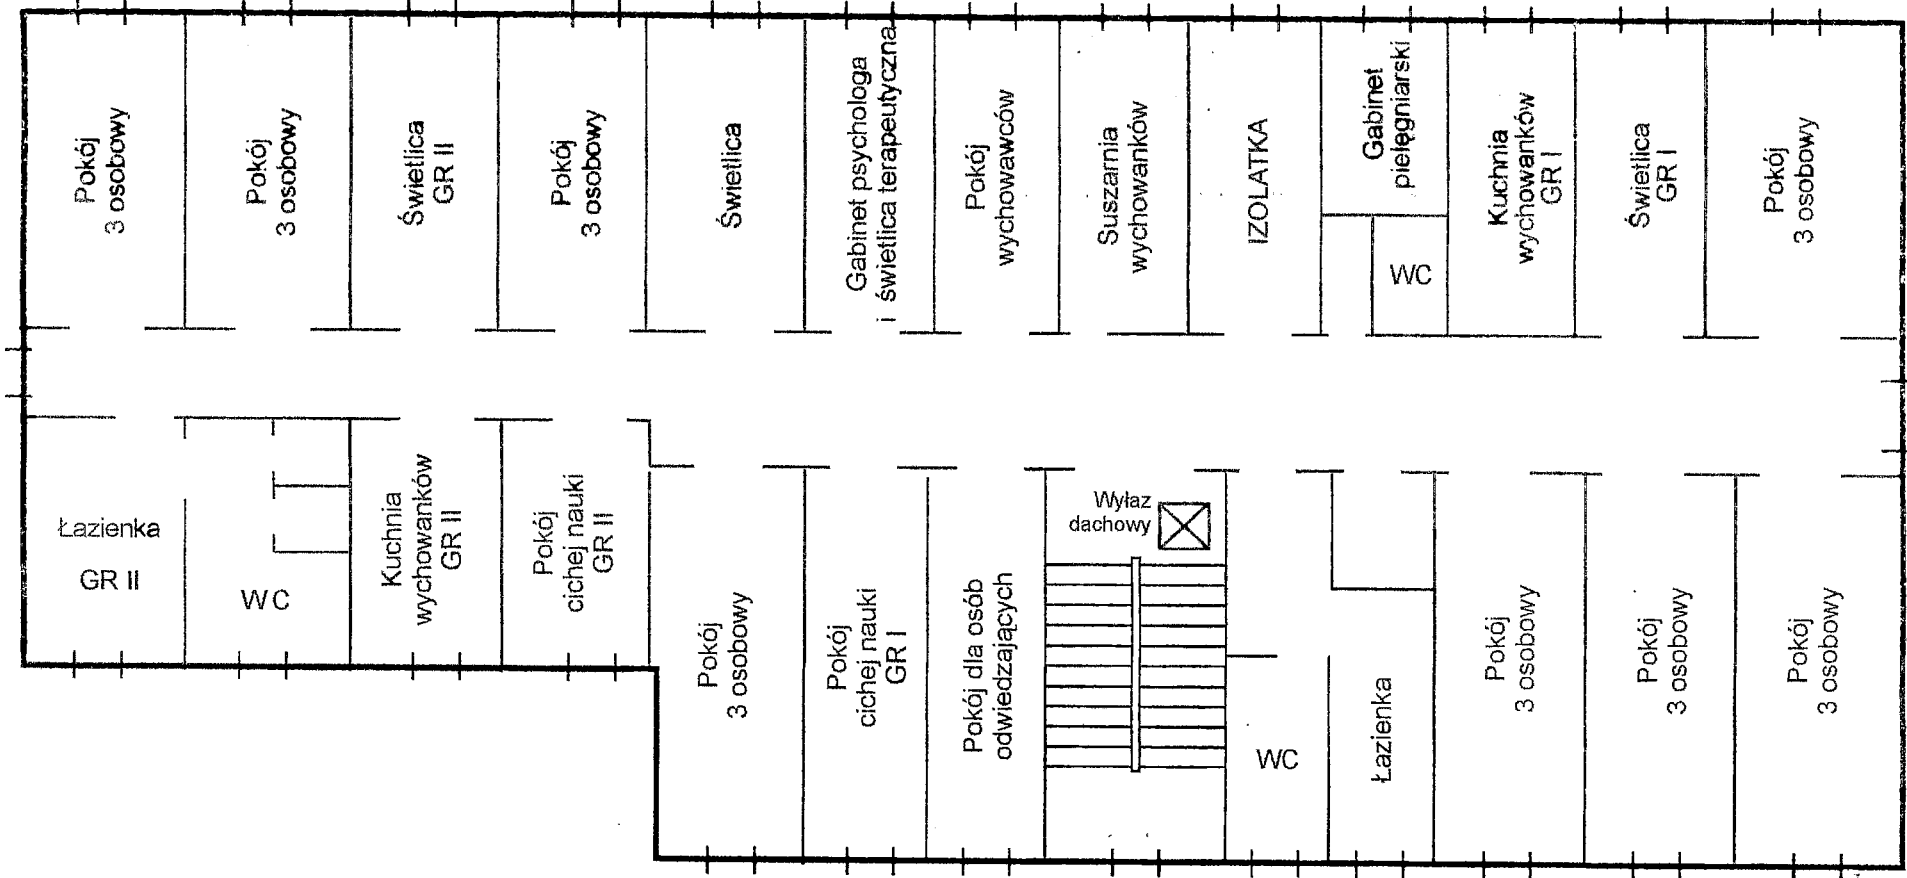 Pokój
3 osobowy
Pokój
3 osobowy
Świetlica
GR II
Pokój
3 osobowy
Świetlica
Gabinet psychologa
i świetlica terapeutyczna
Pokój
wychowawców
Suszarnia
wychowanków
IZOLATKA
Gabinet
pielęgniarski
WC
Kuchnia
wychowanków
GR I
Świetlica
GR I
Pokój
3 osobowy
Łazienka
GR II
WC
Kuchnia
wychowanków
GR II
Pokój
cichej nauki
GR II
Pokój
3 osobowy
Pokój
cichej nauki
GR I
Pokój dla osób
odwiedzających
Wyłaz
dachowy
WC
Łazienka
Pokój
3 osobowy
Pokój
3 osobowy
Pokój
3 osobowy